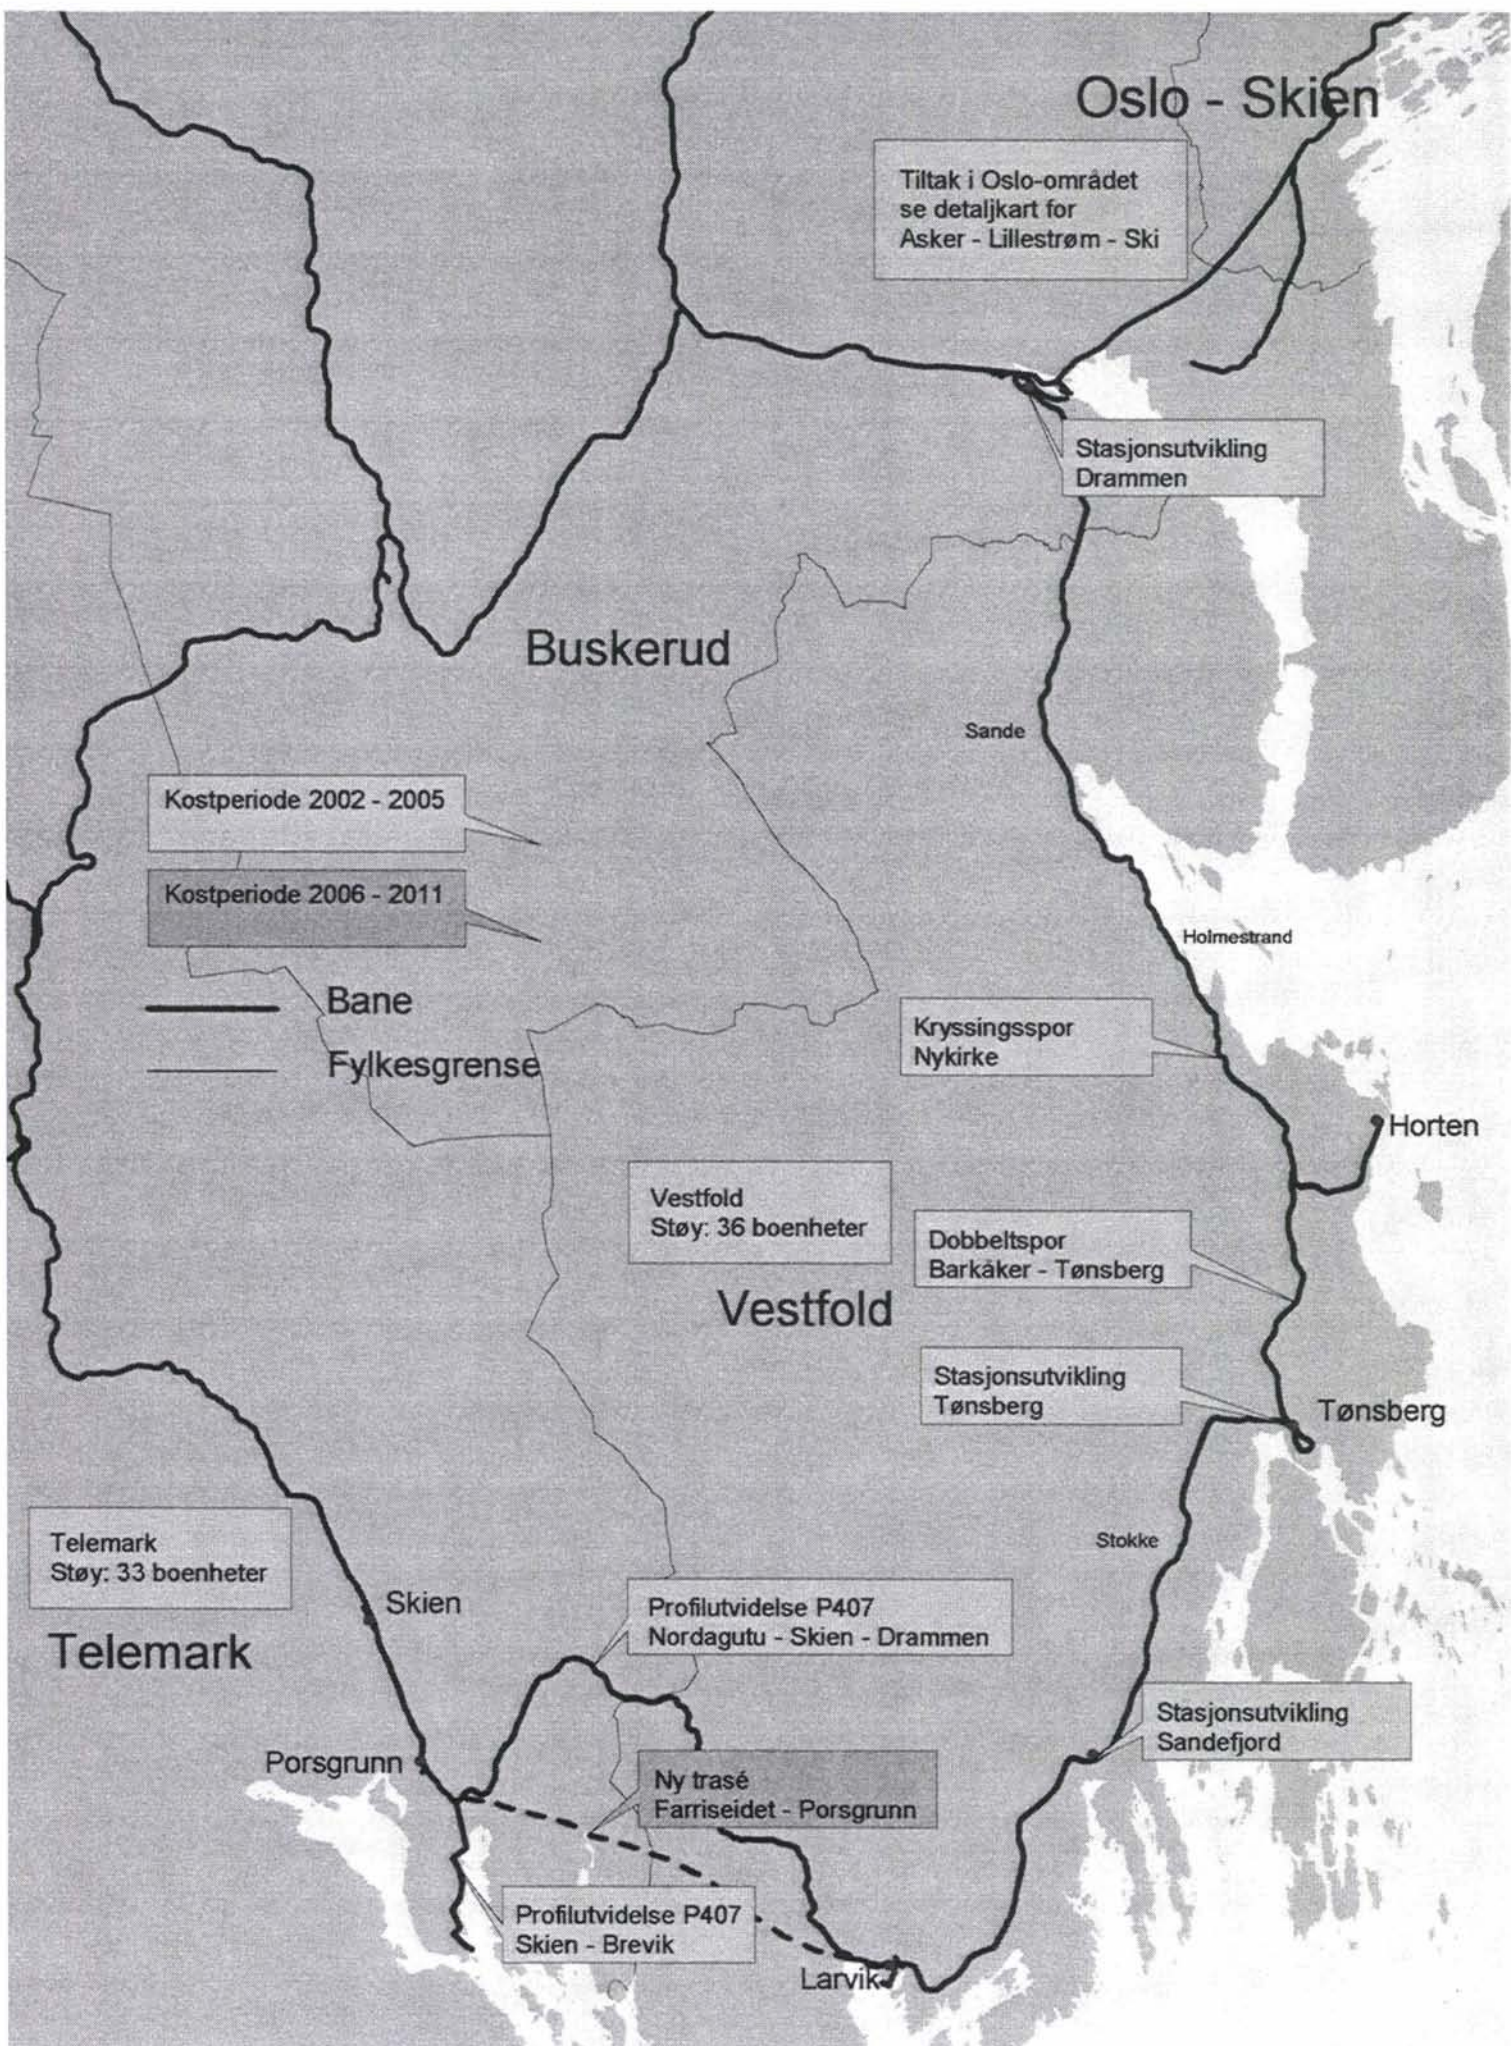 Oslo - Skien
Tiltak i Oslo-området
se detaljkart for
Asker - Lillestrøm - Ski
Stasjonsutvikling
Drammen
Buskerud
Sande
Kostperiode 2002 - 2005
Kostperiode 2006 - 2011
Bane
Fylkesgrense
Holmestrand
Kryssingsspor
Nykirke
Horten
Vestfold
Støy: 36 boenheter
Dobbeltspor
Barkåker - Tønsberg
Vestfold
Stasjonsutvikling
Tønsberg
Tønsberg
Stokke
Telemark
Støy: 33 boenheter
Skien
Telemark
Profilutvidelse P407
Nordagutu - Skien - Drammen
Stasjonsutvikling
Sandefjord
Porsgrunn
Ny trasé
Farriseidet - Porsgrunn
Profilutvidelse P407
Skien - Brevik
Larvik